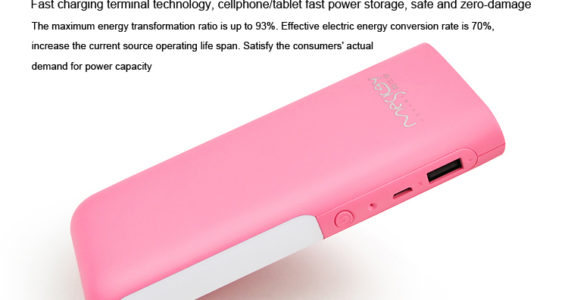 Fast charging terminal technology, cellphone/tablet fast power storage, safe and zero-damage
The maximum energy transformation ratio is up to 93%. Effective electric energy conversion rate is 70%,
increase the current source operating life span. Satisfy the consumers' actual
demand for power capacity